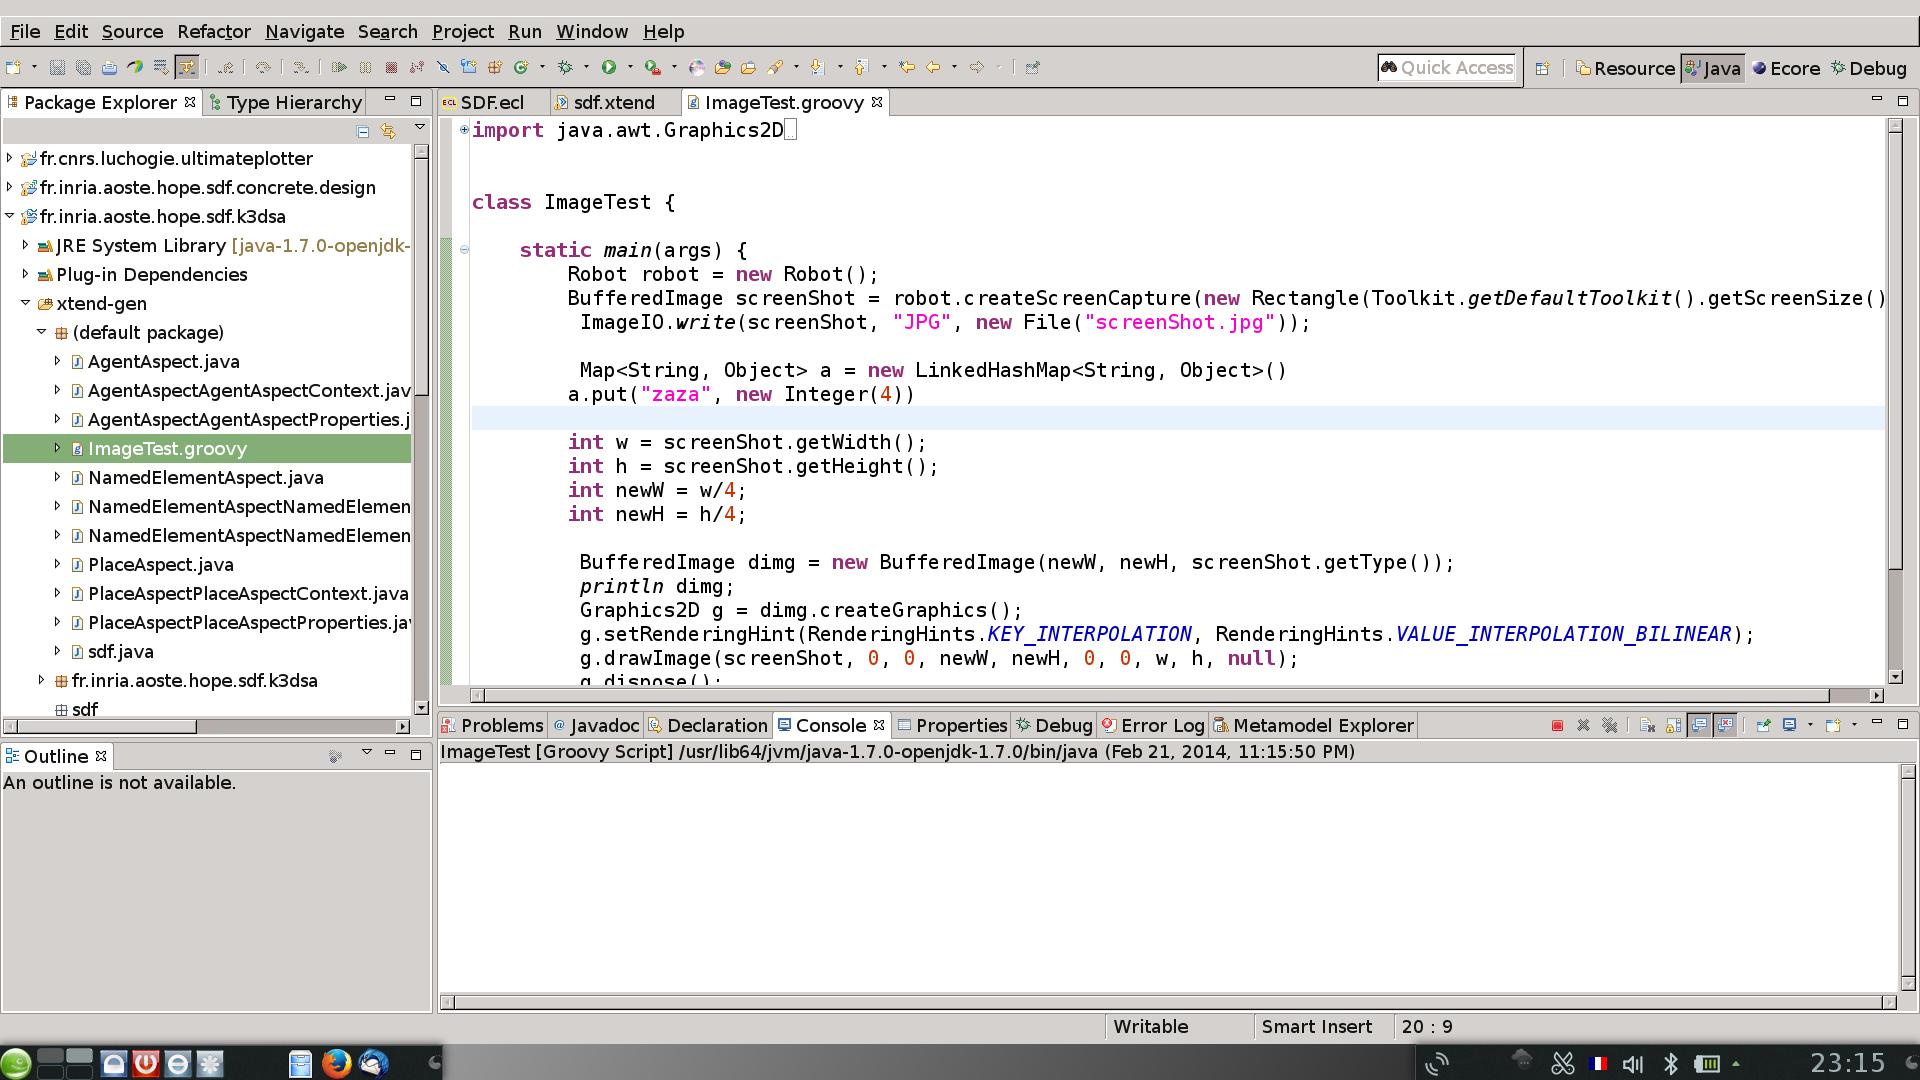 File Edit Source Refactor Navigate Search Project Run Window Help
Quick Access
Resource Java Ecore Debug
Package Explorer Type Hierarchy
fr.cnrs.luchogie.ultimateplotter
fr.inria.aoste.hope.sdf.concrete.design
fr.inria.aoste.hope.sdf.k3dsa
JRE System Library [java-1.7.0-openjdk-
Plug-in Dependencies
xtend-gen
(default package)
AgentAspect.java
AgentAspectAgentAspectContext.jav
AgentAspectAgentAspectProperties.j
ImageTest.groovy
NamedElementAspect.java
NamedElementAspectNamedElemen
NamedElementAspectNamedElemen
PlaceAspect.java
PlaceAspectPlaceAspectContext.java
PlaceAspectPlaceAspectProperties.jav
sdf.java
fr.inria.aoste.hope.sdf.k3dsa
sdf
Outline
An outline is not available.
SDF.ecl sdf.xtend ImageTest.groovy
import java.awt.Graphics2D
class ImageTest {
static main(args) {
Robot robot = new Robot();
BufferedImage screenShot = robot.createScreenCapture(new Rectangle(Toolkit.getDefaultToolkit().getScreenSize()
ImageIO.write(screenShot, "JPG", new File("screenShot.jpg"));
Map<String, Object> a = new LinkedHashMap<String, Object>()
a.put("zaza", new Integer(4))
int w = screenShot.getWidth();
int h = screenShot.getHeight();
int newW = w/4;
int newH = h/4;
BufferedImage dimg = new BufferedImage(newW, newH, screenShot.getType());
println dimg;
Graphics2D g = dimg.createGraphics();
g.setRenderingHint(RenderingHints.KEY_INTERPOLATION, RenderingHints.VALUE_INTERPOLATION_BILINEAR);
g.drawImage(screenShot, 0, 0, newW, newH, 0, 0, w, h, null);
g.dispose();
Problems Javadoc Declaration Console Properties Debug Error Log Metamodel Explorer
ImageTest [Groovy Script] /usr/lib64/jvm/java-1.7.0-openjdk-1.7.0/bin/java (Feb 21, 2014, 11:15:50 PM)
Writable Smart Insert 20 : 9
23:15